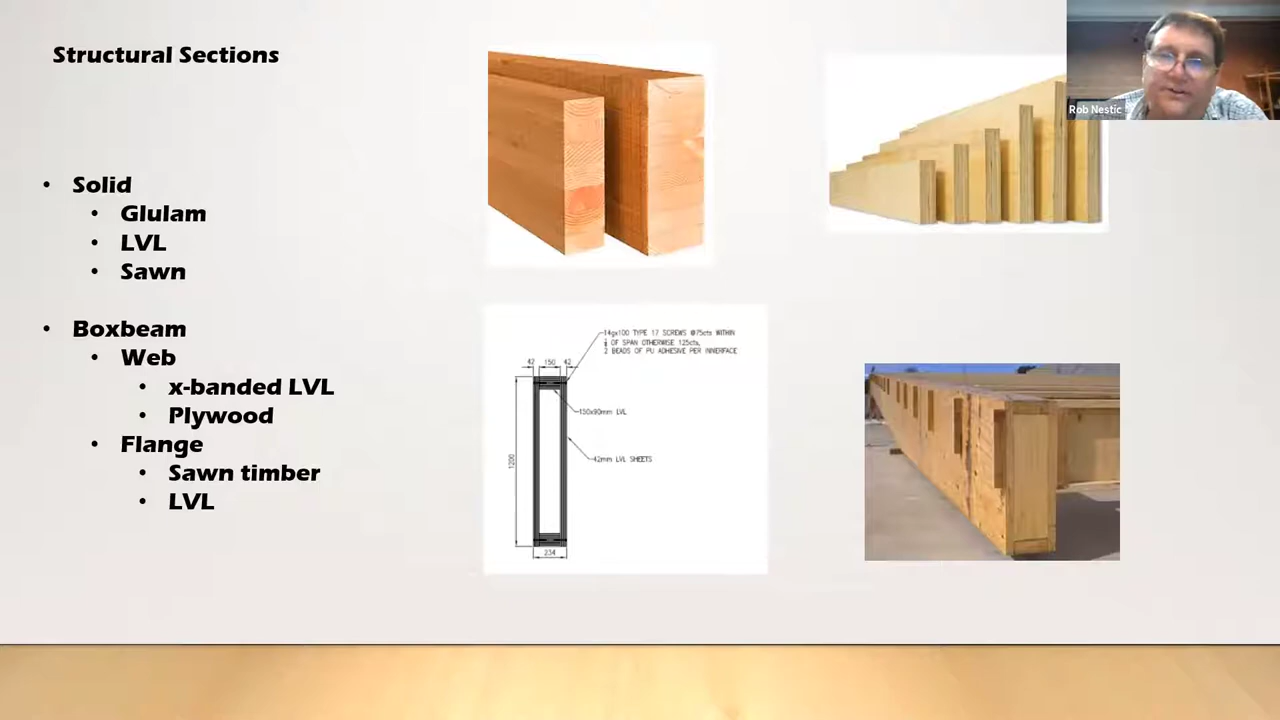 Structural Sections
Rob Nestic
• Solid
• Glulam
• LVL
• Sawn
• Boxbeam
• Web
• x-banded LVL
• Plywood
• Flange
• Sawn timber
• LVL
14gx100 TYPE 17 SCREWS @75cts WITHIN
OF SPAN OTHERWISE 125cts,
2 BEADS OF PU ADHESIVE PER INNERFACE
42 150 42
150x90mm LVL
42mm LVL SHEETS
1200
234